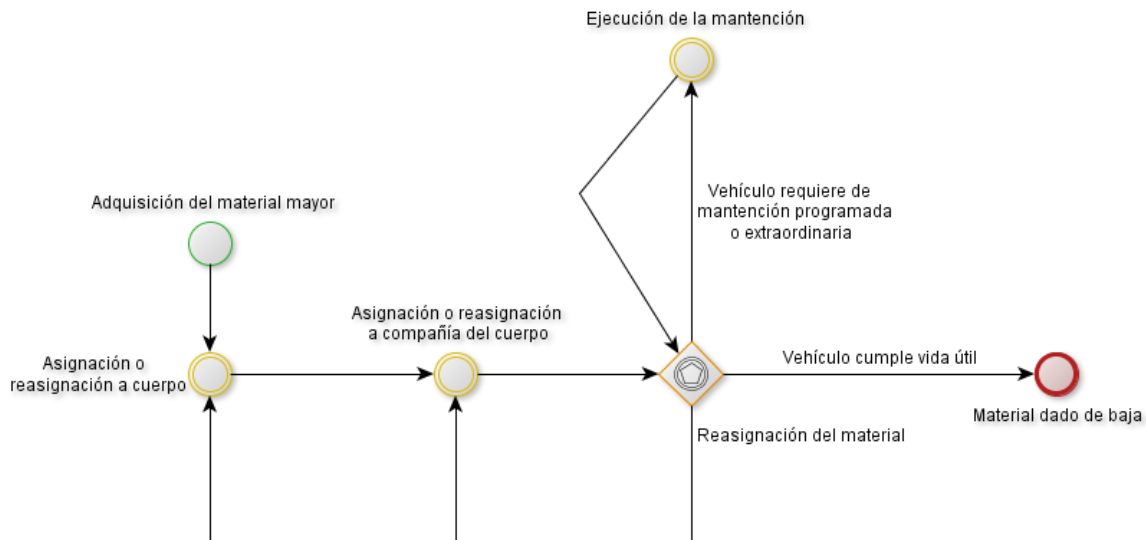 Ejecución de la mantención
Adquisición del material mayor
Vehículo requiere de
mantención programada
o extraordinaria
Asignación o reasignación
a compañía del cuerpo
Asignación o
reasignación a cuerpo
Vehículo cumple vida útil
Material dado de baja
Reasignación del material